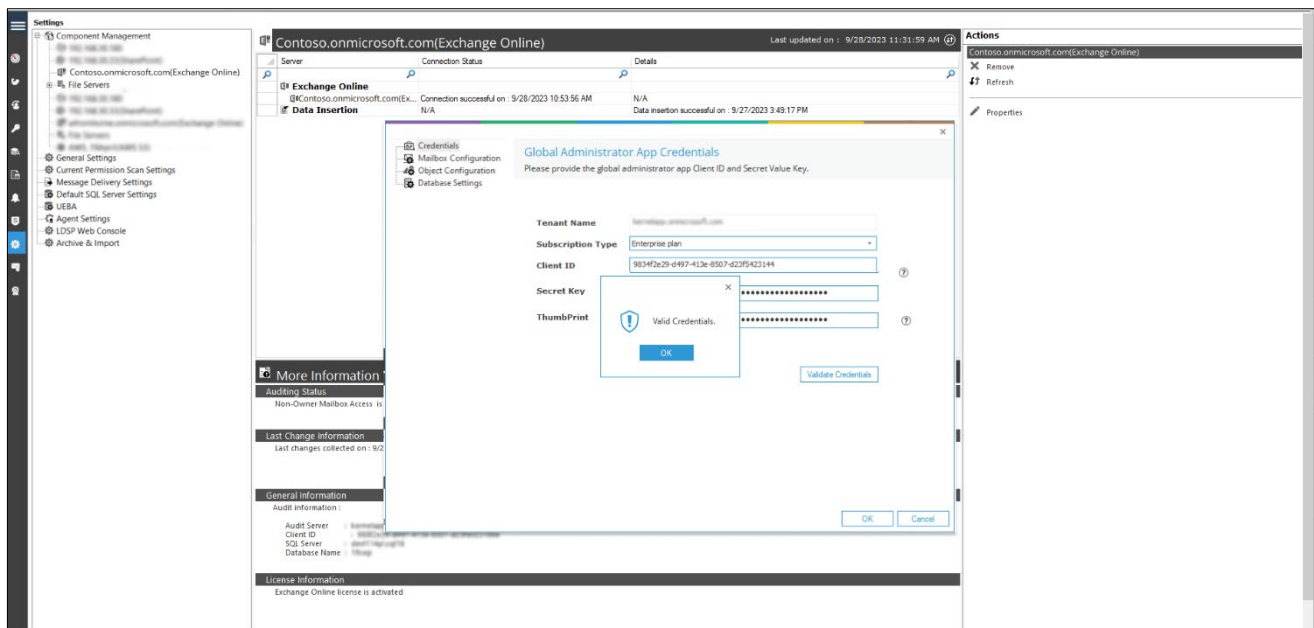 Settings
Component Management
Contoso.onmicrosoft.com(Exchange Online)
File Servers
File Servers
General Settings
Current Permission Scan Settings
Message Delivery Settings
Default SQL Server Settings
UEBA
Agent Settings
LDSP Web Console
Archive & Import
Contoso.onmicrosoft.com(Exchange Online)
Last updated on : 9/28/2023 11:31:59 AM
Server Connection Status Details
Exchange Online
Contoso.onmicrosoft.com(Ex... Connection successful on : 9/28/2023 10:53:56 AM N/A
Data Insertion N/A Data insertion successful on : 9/27/2023 3:49:17 PM
Credentials
Mailbox Configuration
Object Configuration
Database Settings
Global Administrator App Credentials
Please provide the global administrator app Client ID and Secret Value Key.
Tenant Name
Subscription Type Enterprise plan
Client ID 9834f2e29-d497-413e-8507-d23f5423144
Secret Key
ThumbPrint
Valid Credentials.
OK
Validate Credentials
OK Cancel
More Information
Auditing Status
Non-Owner Mailbox Access is
Last Change Information
Last changes collected on : 9/2
General Information
Audit Information :
Audit Server :
Client ID :
SQL Server :
Database Name :
License Information
Exchange Online license is activated
Actions
Contoso.onmicrosoft.com(Exchange Online)
Remove
Refresh
Properties